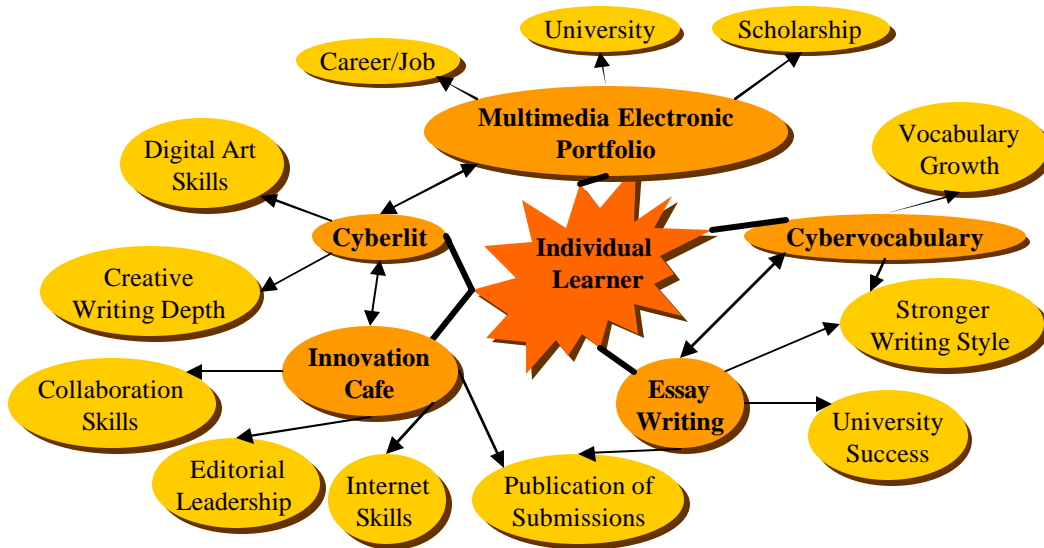 University
Scholarship
Career/Job
Multimedia Electronic
Portfolio
Vocabulary
Growth
Digital Art
Skills
Cyberlit
Individual
Learner
Cybervocabulary
Creative
Writing Depth
Stronger
Writing Style
Innovation
Cafe
Essay
Writing
Collaboration
Skills
University
Success
Editorial
Leadership
Internet
Skills
Publication of
Submissions